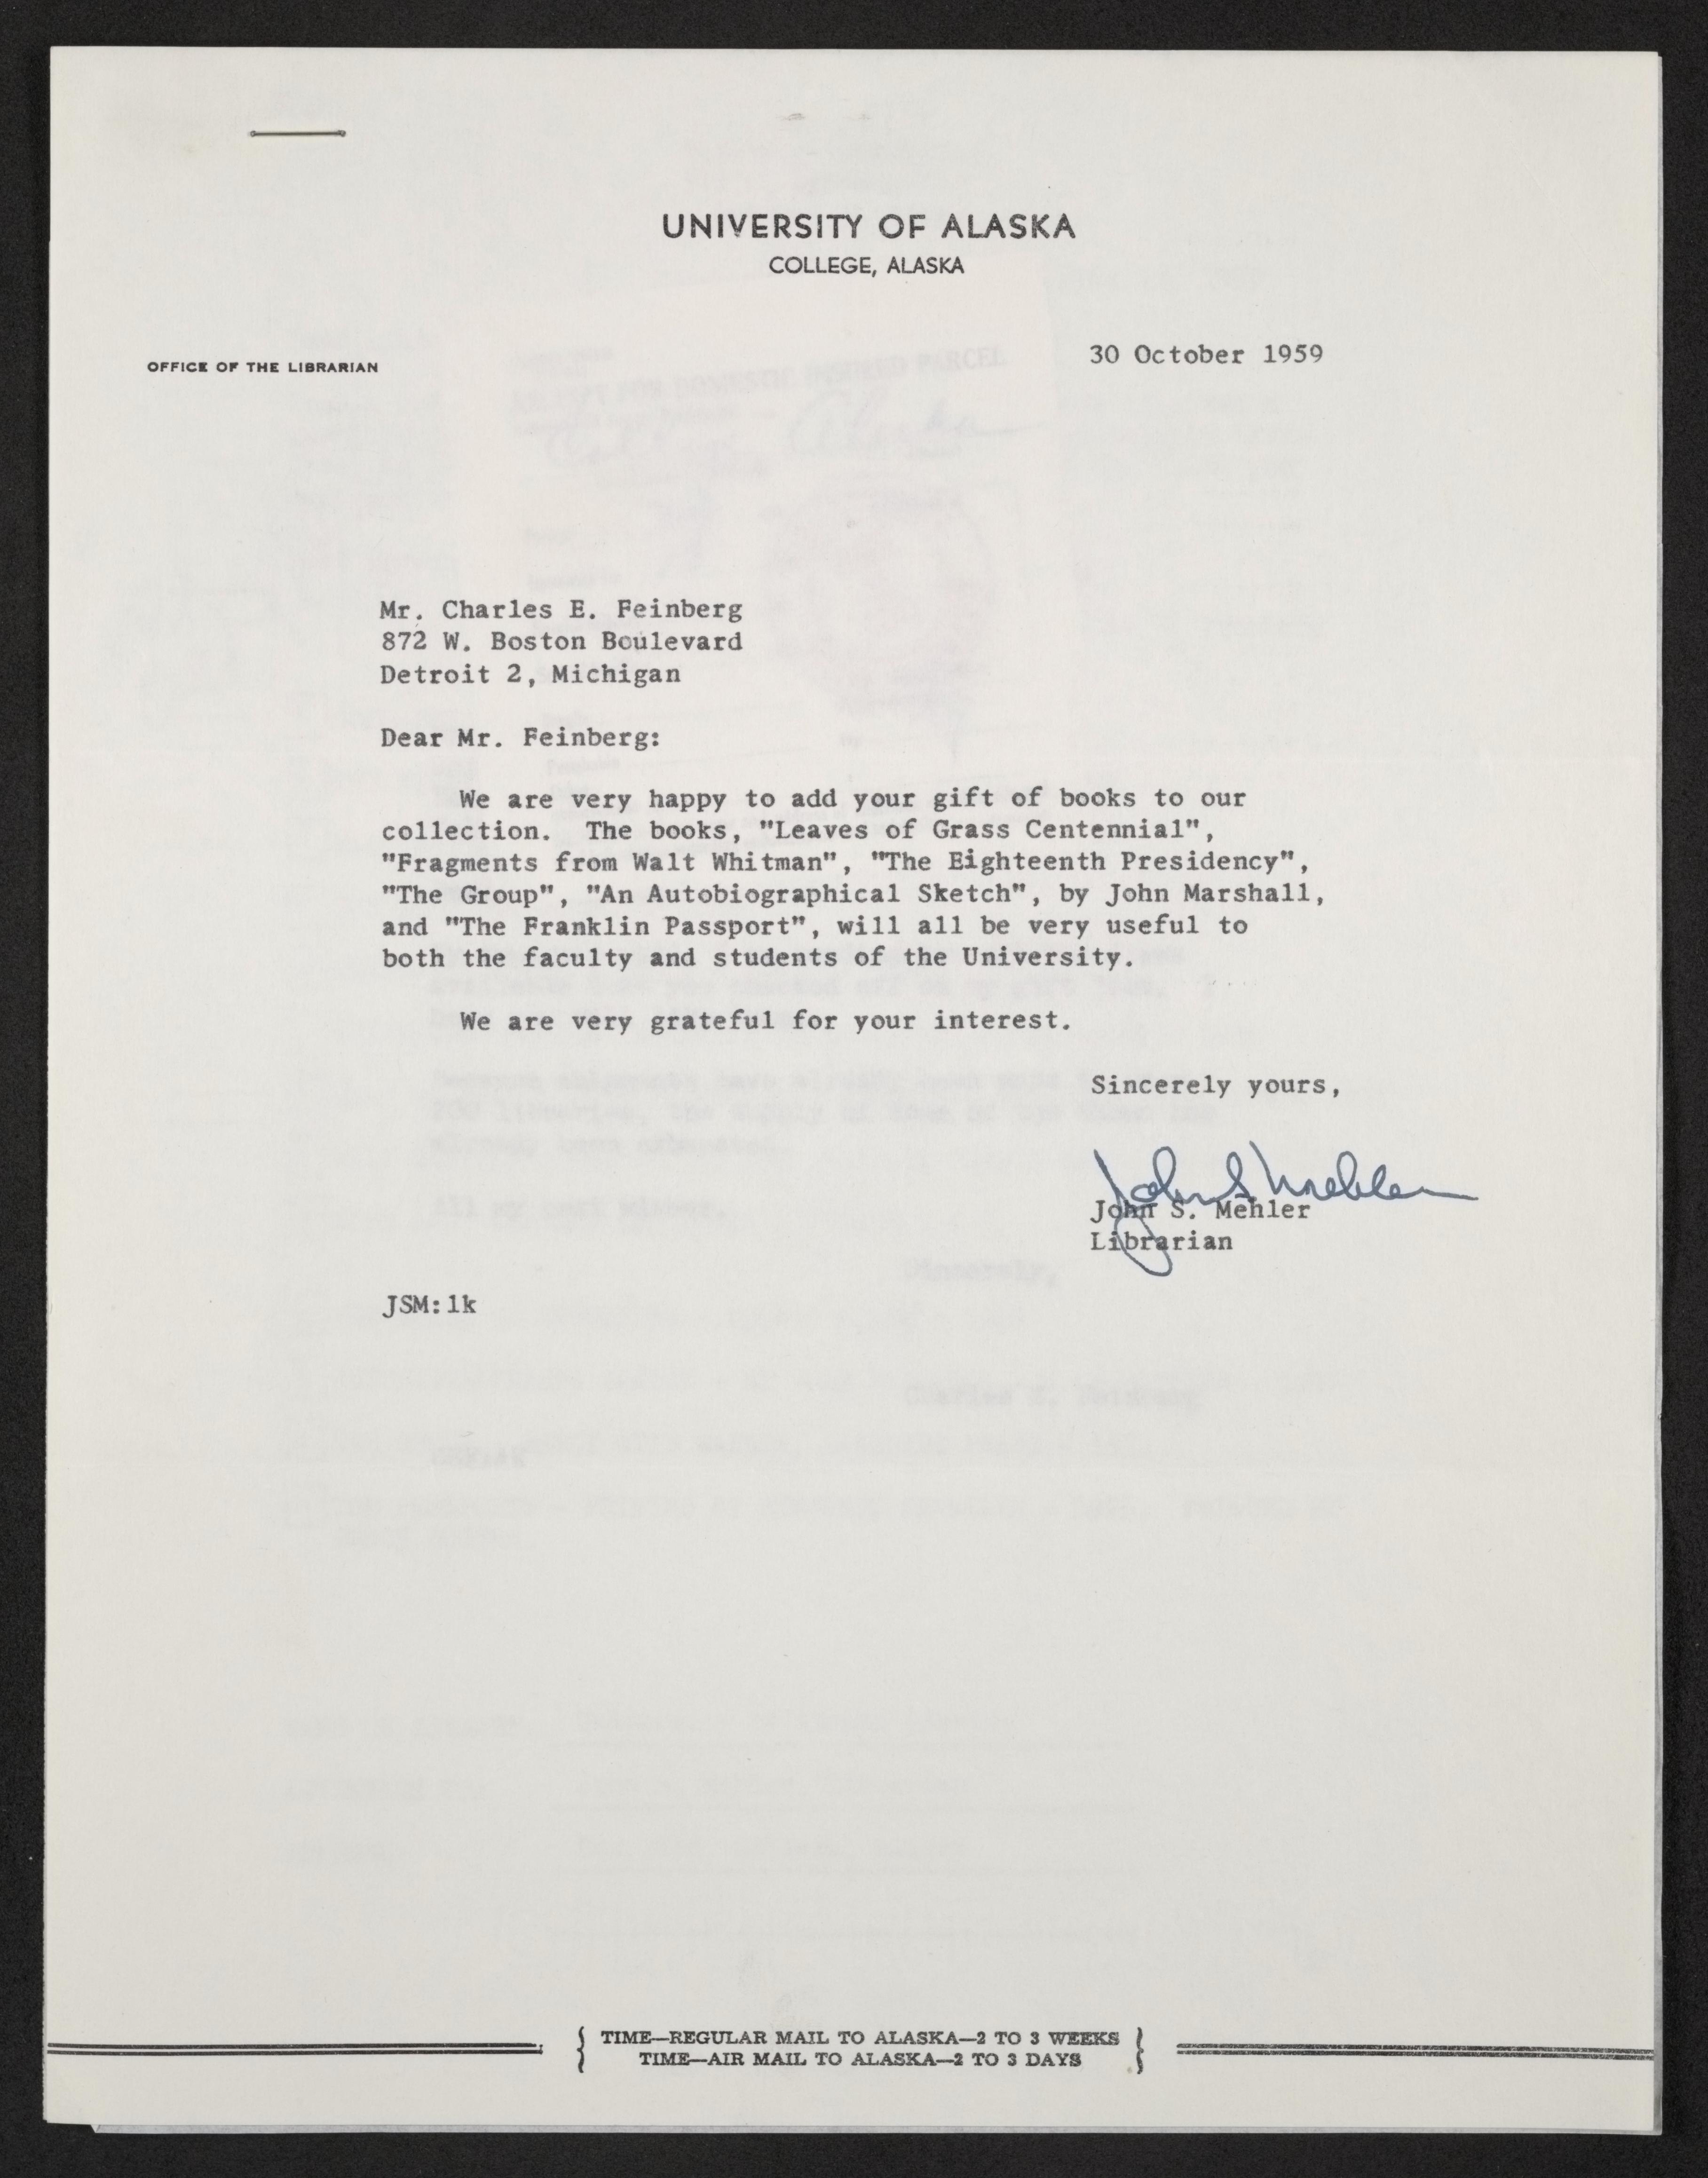 UNIVERSITY OF ALASKA
COLLEGE, ALASKA
OFFICE OF THE LIBRARIAN
30 October 1959
Mr. Charles E. Feinberg
872 W. Boston Boulevard
Detroit 2, Michigan
Dear Mr. Feinberg:
We are very happy to add your gift of books to our
collection. The books, "Leaves of Grass Centennial",
"Fragments from Walt Whitman", "The Eighteenth Presidency",
"The Group", "An Autobiographical Sketch", by John Marshall,
and "The Franklin Passport", will all be very useful to
both the faculty and students of the University.
We are very grateful for your interest.
Sincerely yours,
John S Mehler
John S. Mehler
Librarian
JSM:lk
TIME—REGULAR MAIL TO ALASKA—2 TO 3 WEEKS
TIME—AIR MAIL TO ALASKA—2 TO 3 DAYS